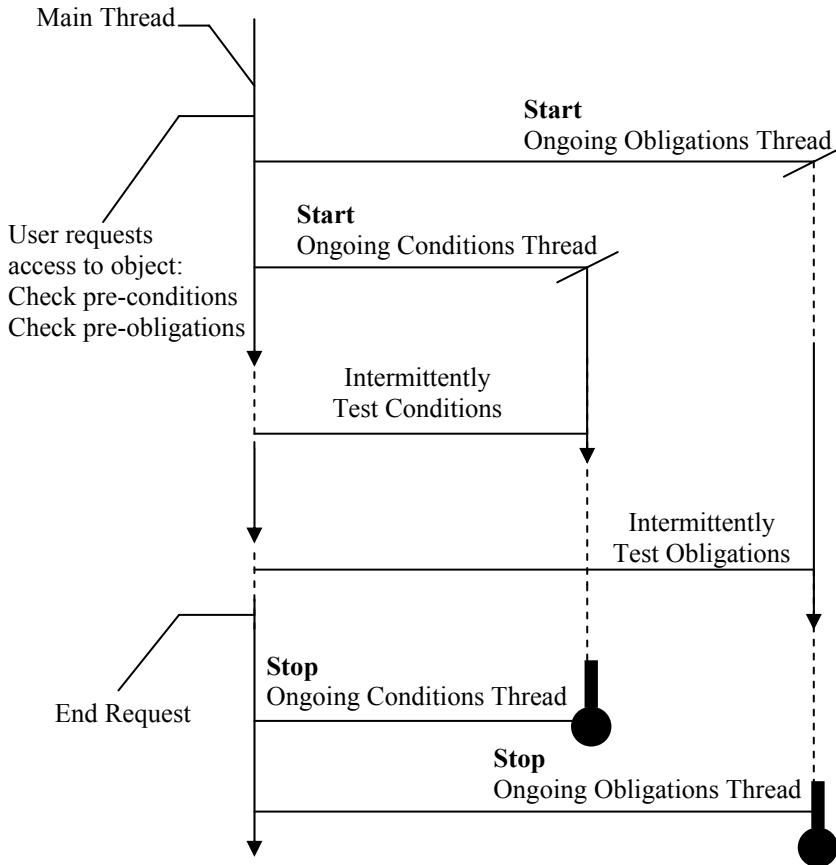 Main Thread
Start
Ongoing Obligations Thread
Start
Ongoing Conditions Thread
User requests
access to object:
Check pre-conditions
Check pre-obligations
Intermittently
Test Conditions
Intermittently
Test Obligations
Stop
Ongoing Conditions Thread
End Request
Stop
Ongoing Obligations Thread